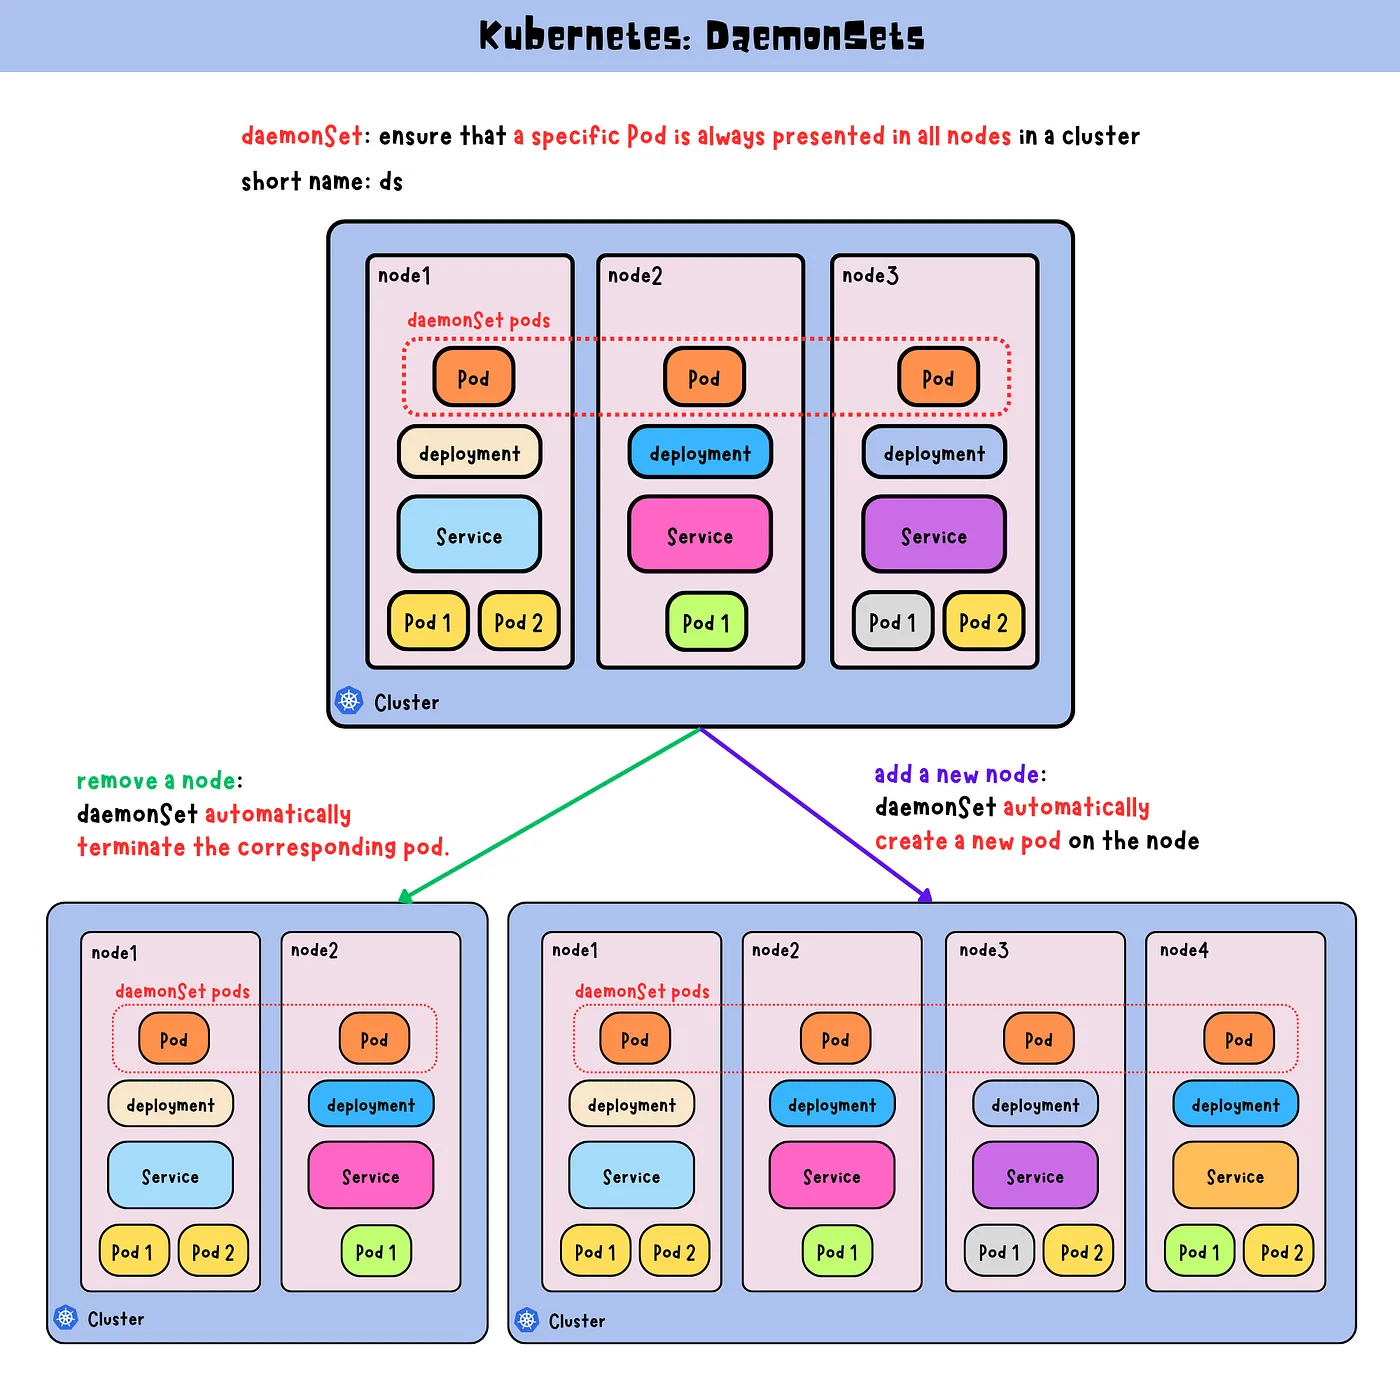 Kubernetes: DaemonSets
daemonSet: ensure that a specific Pod is always presented in all nodes in a cluster
short name: ds
node1
node2
node3
daemonSet pods
Pod
Pod
Pod
deployment
deployment
deployment
Service
Service
Service
Pod 1
Pod 2
Pod 1
Pod 1
Pod 2
Cluster
remove a node:
daemonSet automatically
terminate the corresponding pod.
add a new node:
daemonSet automatically
create a new pod on the node
node1
node2
daemonSet pods
Pod
Pod
deployment
deployment
Service
Service
Pod 1
Pod 2
Pod 1
Cluster
node1
node2
node3
node4
daemonSet pods
Pod
Pod
Pod
Pod
deployment
deployment
deployment
deployment
Service
Service
Service
Service
Pod 1
Pod 2
Pod 1
Pod 1
Pod 2
Pod 1
Pod 2
Cluster